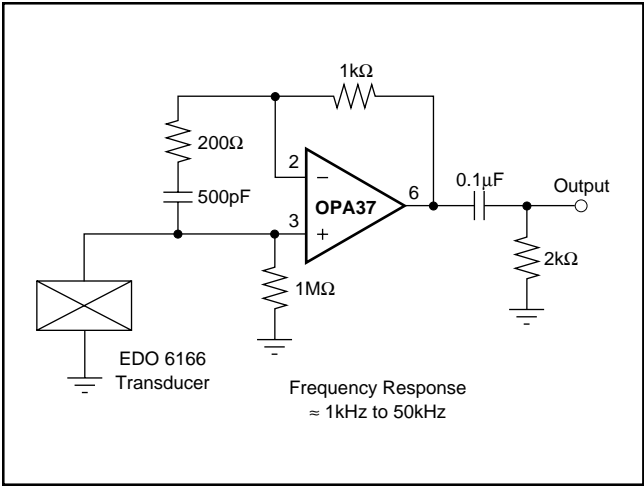 1kΩ
200Ω
2
500pF
6
0.1µF
Output
OPA37
3
2kΩ
1MΩ
EDO 6166
Transducer
Frequency Response
≈ 1kHz to 50kHz